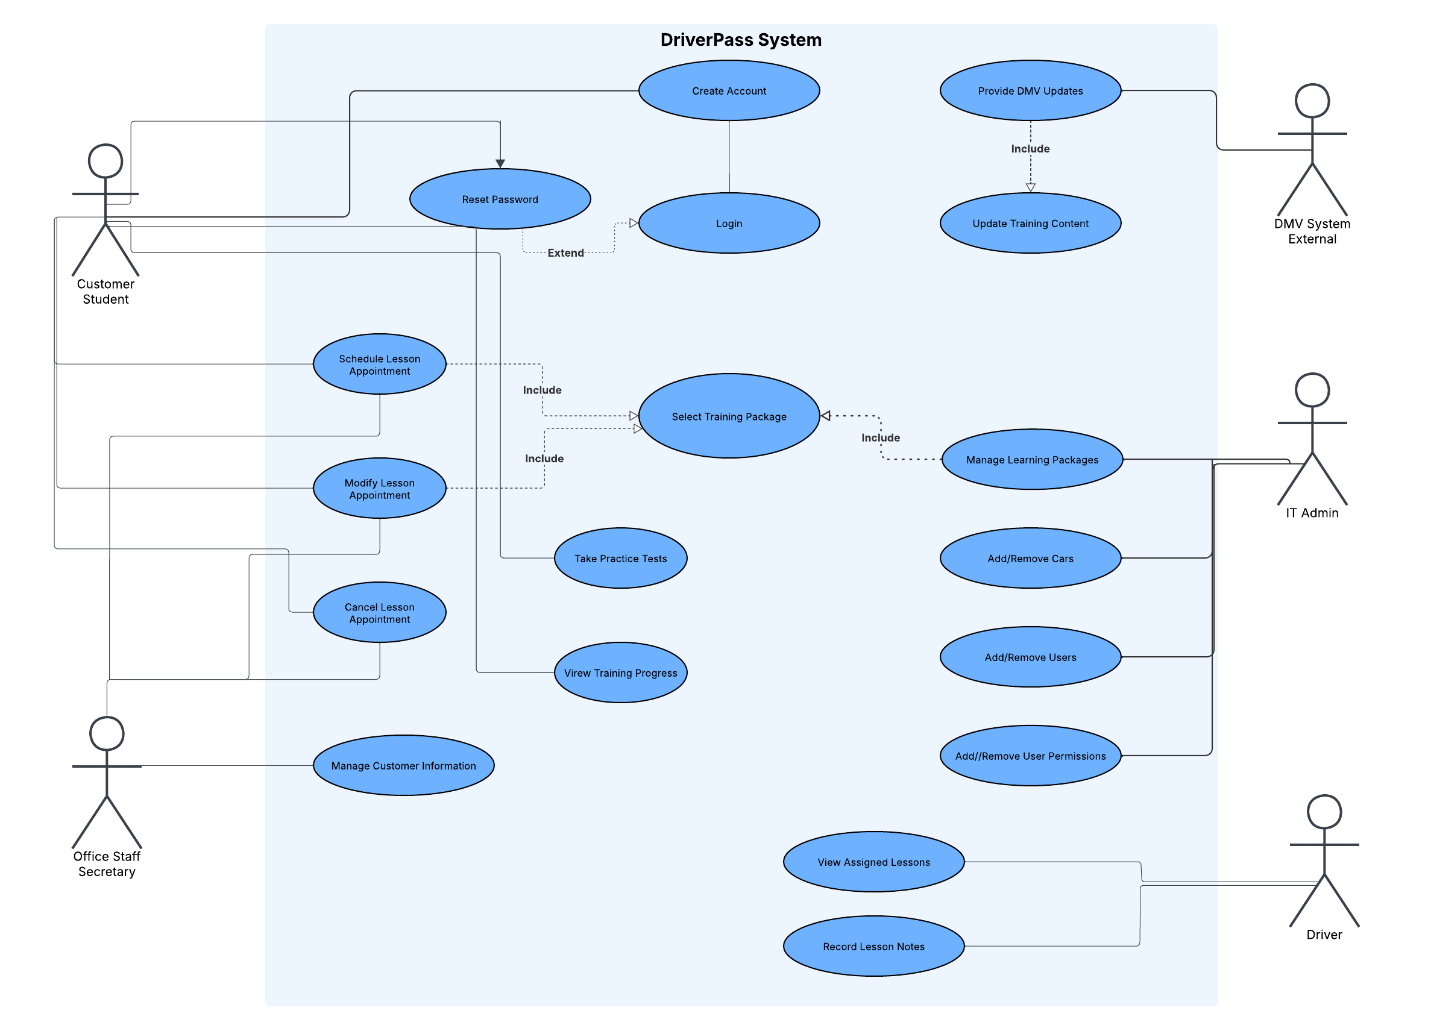 DriverPass System
Create Account
Provide DMV Updates
Include
Reset Password
Login
Update Training Content
Extend
DMV System
External
Customer
Student
Schedule Lesson
Appointment
Include
Select Training Package
Include
Include
Manage Learning Packages
Modify Lesson
Appointment
IT Admin
Take Practice Tests
Add/Remove Cars
Cancel Lesson
Appointment
Add/Remove Users
Virew Training Progress
Add//Remove User Permissions
Manage Customer Information
Office Staff
Secretary
View Assigned Lessons
Driver
Record Lesson Notes